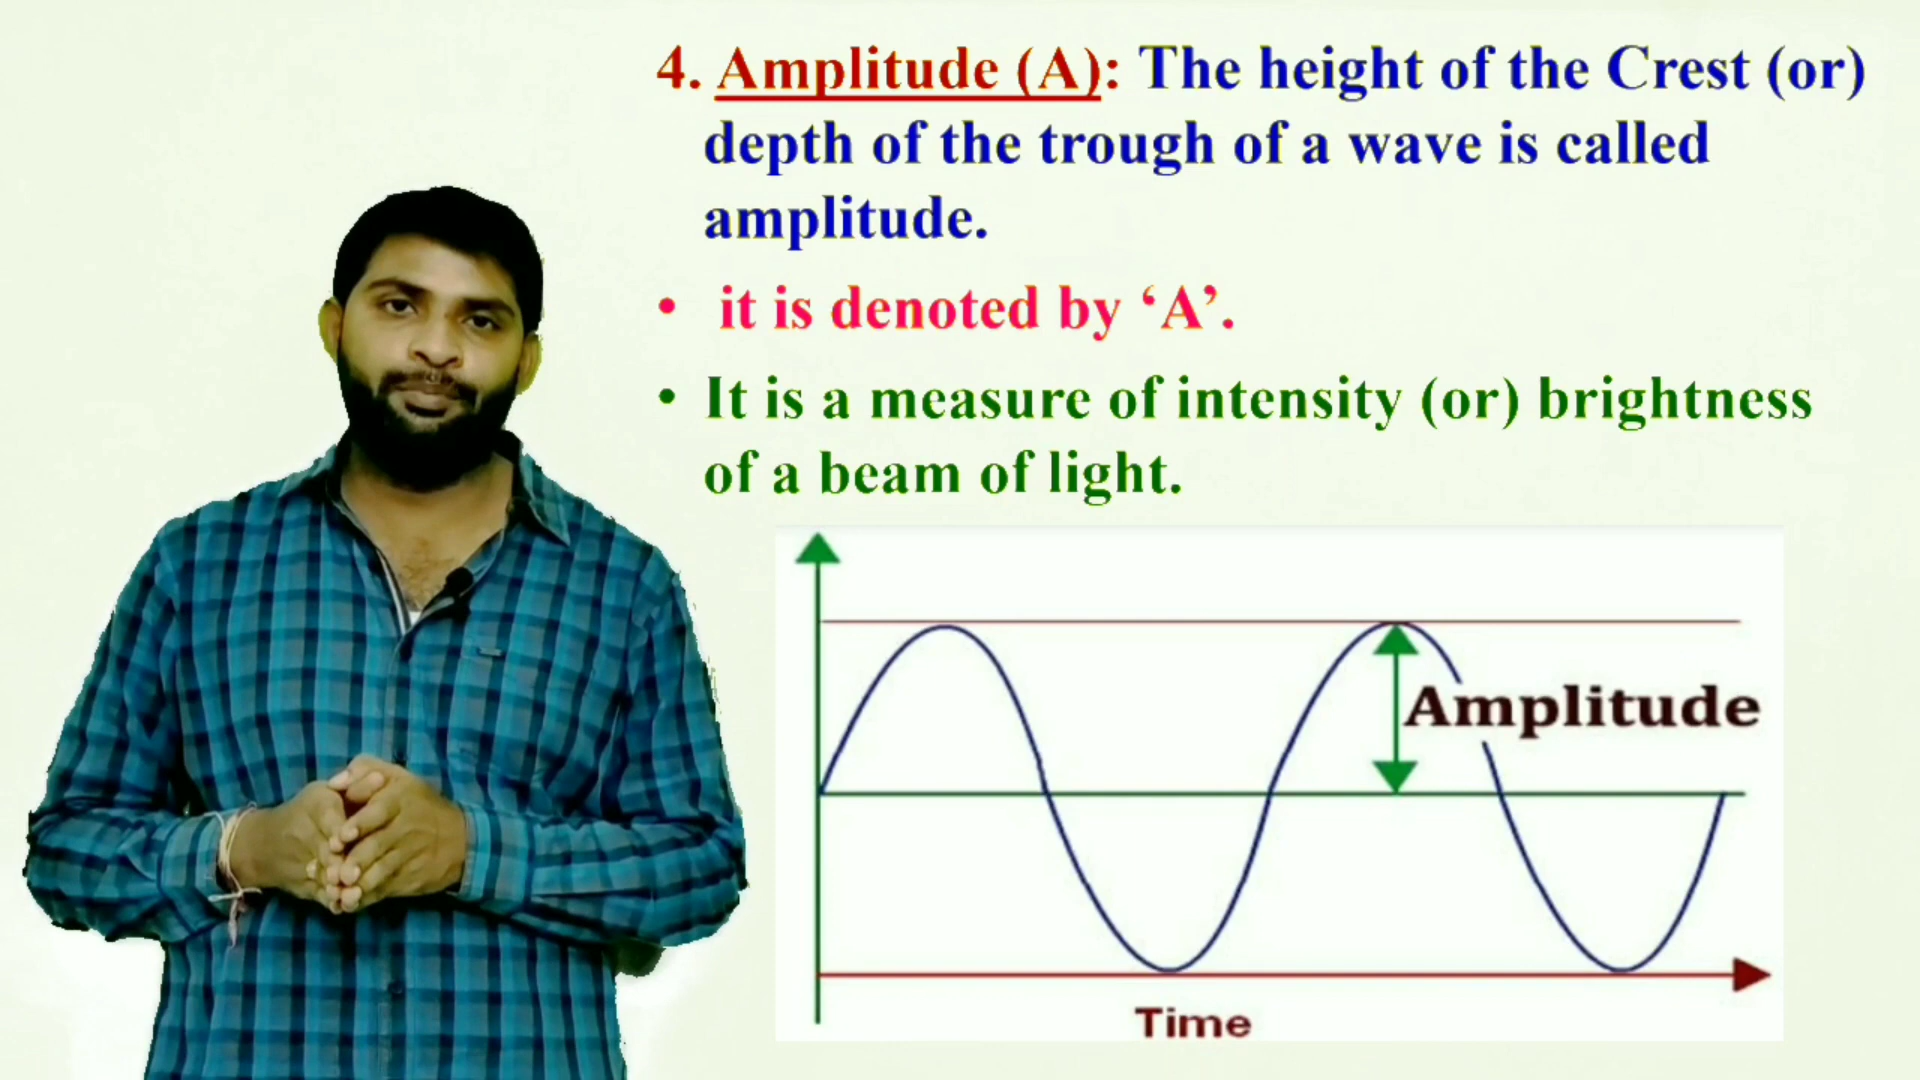 4. Amplitude (A): The height of the Crest (or)
depth of the trough of a wave is called
amplitude.
• it is denoted by ‘A’.
• It is a measure of intensity (or) brightness
of a beam of light.
Amplitude
Time